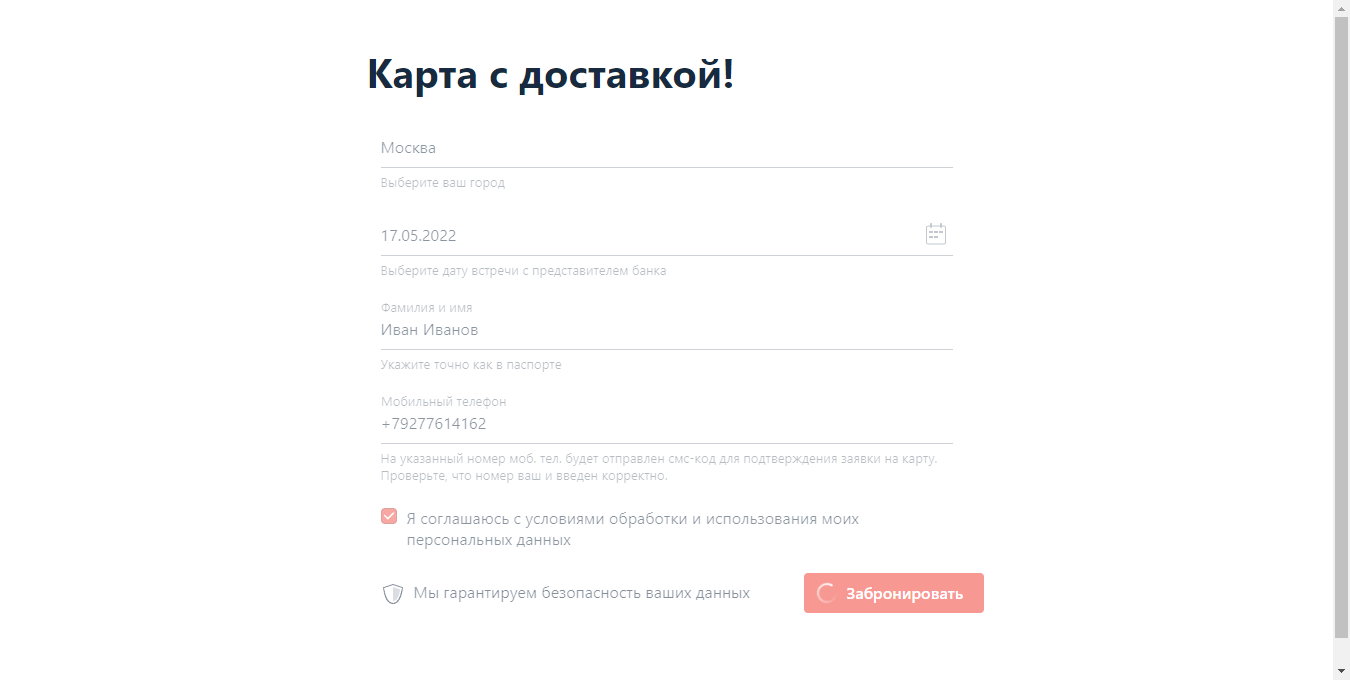 Карта с доставкой!
Москва
Выберите ваш город
17.05.2022
Выберите дату встречи с представителем банка
Фамилия и имя
Иван Иванов
Укажите точно как в паспорте
Мобильный телефон
+79277614162
На указанный номер моб. тел. будет отправлен смс-код для подтверждения заявки на карту.
Проверьте, что номер ваш и введен корректно.
Я соглашаюсь с условиями обработки и использования моих
персональных данных
Мы гарантируем безопасность ваших данных
Забронировать